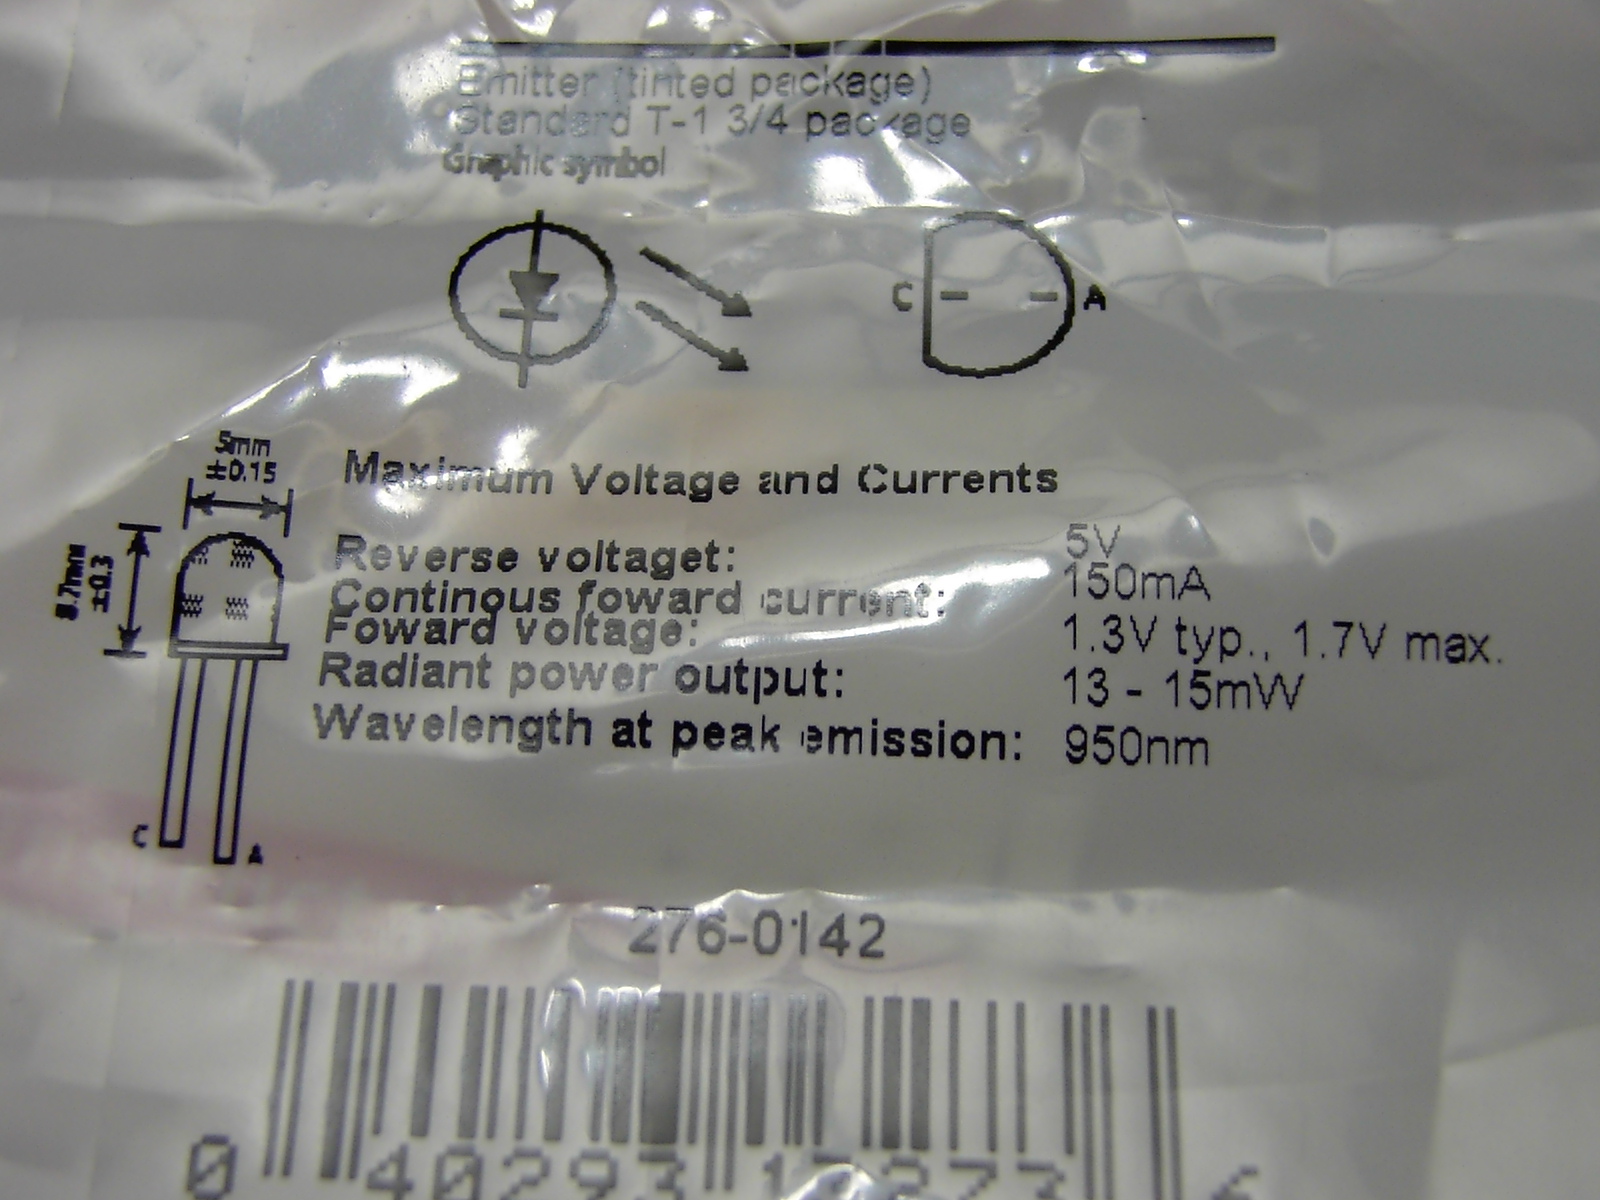 Emitter (tinted package)
Standard T-1 3/4 package
Graphic symbol
C
A
5mm
±0.15
±0.3
Maximum Voltage and Currents
Reverse voltaget: 5V
Continous foward current: 150mA
Foward voltage: 1.3V typ., 1.7V max.
Radiant power output: 13 - 15mW
Wavelength at peak emission: 950nm
C
A
276-0142
0 40293